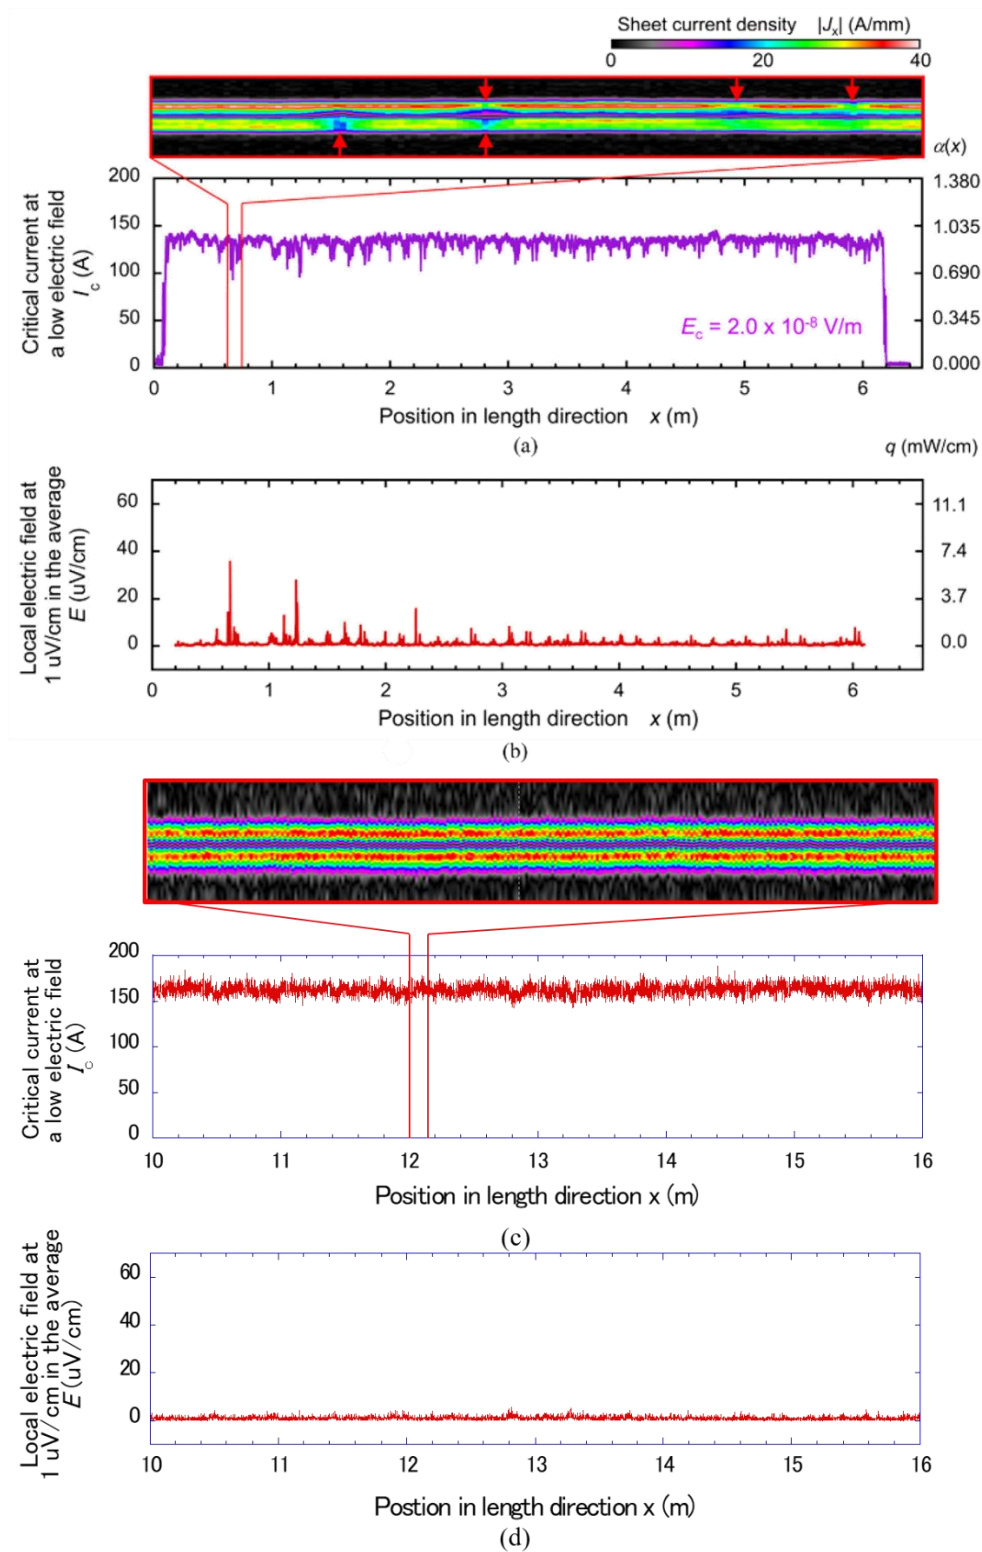 Sheet current density |Jx| (A/mm)
0 20 40
α(x)
Critical current at
a low electric field
Ic (A)
200
150
100
50
0
1.380
1.035
0.690
0.345
0.000
Ec = 2.0 x 10-8 V/m
0 1 2 3 4 5 6
Position in length direction x (m)
(a)
q (mW/cm)
Local electric field at
1 uV/cm in the average
E (uV/cm)
60
40
20
0
11.1
7.4
3.7
0.0
0 1 2 3 4 5 6
Position in length direction x (m)
(b)
Critical current at
a low electric field
Ic (A)
200
150
100
50
0
10 11 12 13 14 15 16
Position in length direction x (m)
(c)
Local electric field at
1 uV/cm in the average
E (uV/cm)
60
40
20
0
10 11 12 13 14 15 16
Postion in length direction x (m)
(d)